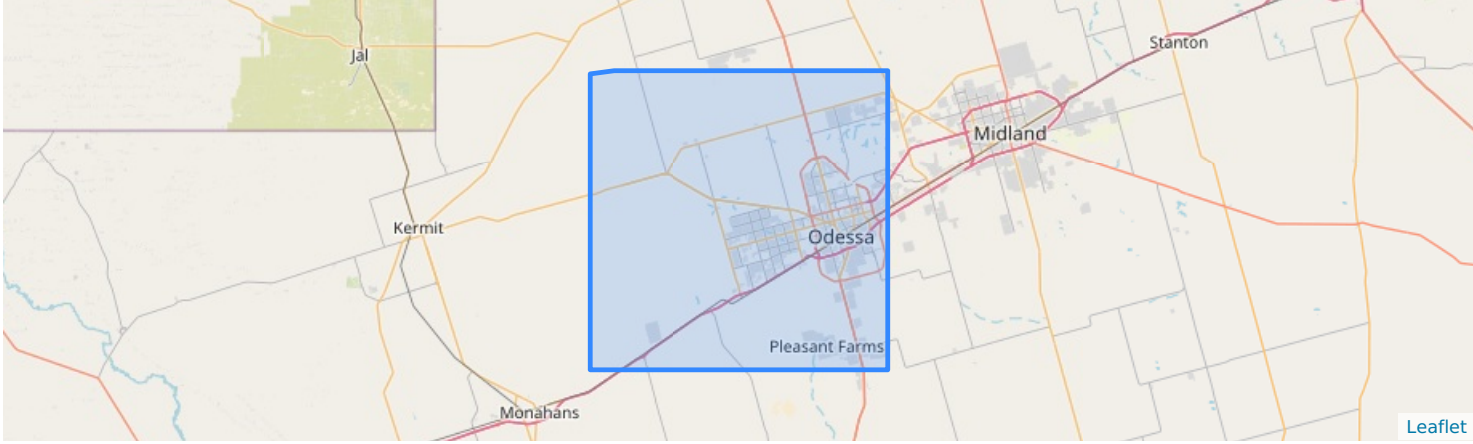 Stanton
Jal
Midland
Kermit
Odessa
Pleasant Farms
Monahans
Leaflet